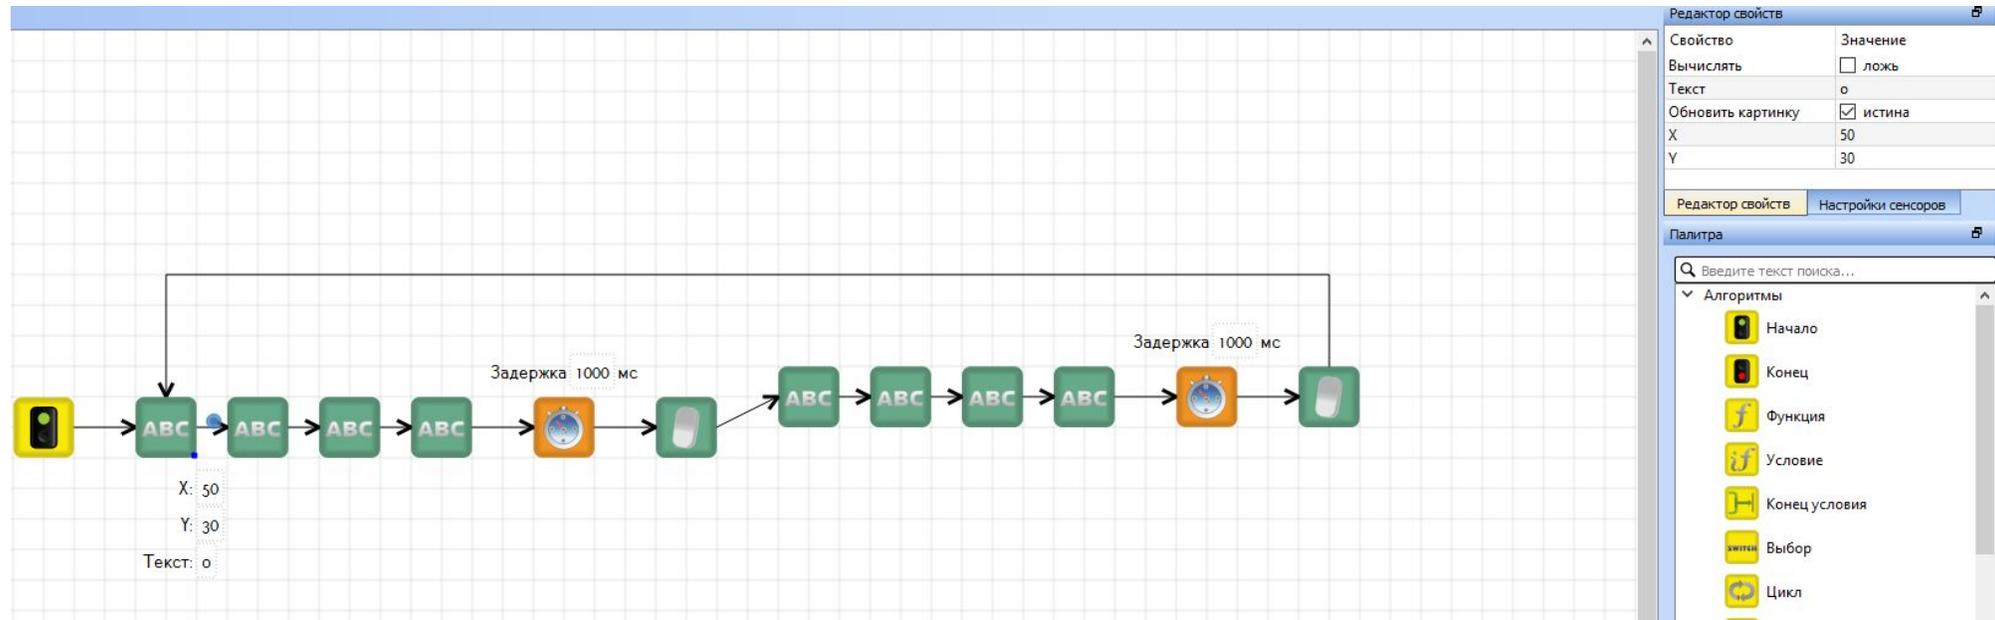 Редактор свойств
Свойство Значение
Вычислять ложь
Текст о
Обновить картинку истина
X 50
Y 30
Редактор свойств Настройки сенсоров
Палитра
Введите текст поиска...
Алгоритмы
Начало
Конец
Функция
Условие
Конец условия
Выбор
Цикл
f
if
SWITCH
Задержка 1000 мс
Задержка 1000 мс
ABC ABC ABC ABC
ABC ABC ABC ABC
X: 50
Y: 30
Текст: о